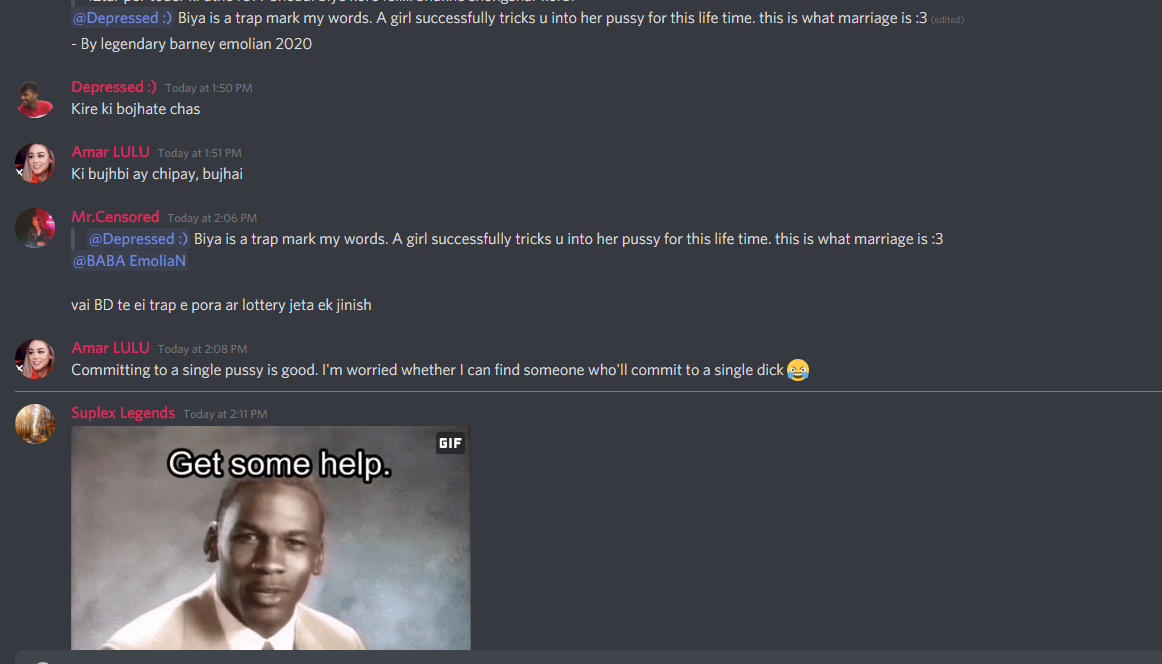 @Depressed :) Biya is a trap mark my words. A girl successfully tricks u into her pussy for this life time. this is what marriage is :3 (edited)
- By legendary barney emolian 2020
Depressed :) Today at 1:50 PM
Kire ki bojhate chas
Amar LULU Today at 1:51 PM
Ki bujhbi ay chipay, bujhai
Mr.Censored Today at 2:06 PM
@Depressed :) Biya is a trap mark my words. A girl successfully tricks u into her pussy for this life time. this is what marriage is :3
@BABA EmoliaN
vai BD te ei trap e pora ar lottery jeta ek jinish
Amar LULU Today at 2:08 PM
Committing to a single pussy is good. I'm worried whether I can find someone who'll commit to a single dick 😂
Suplex Legends Today at 2:11 PM
GIF
Get some help.